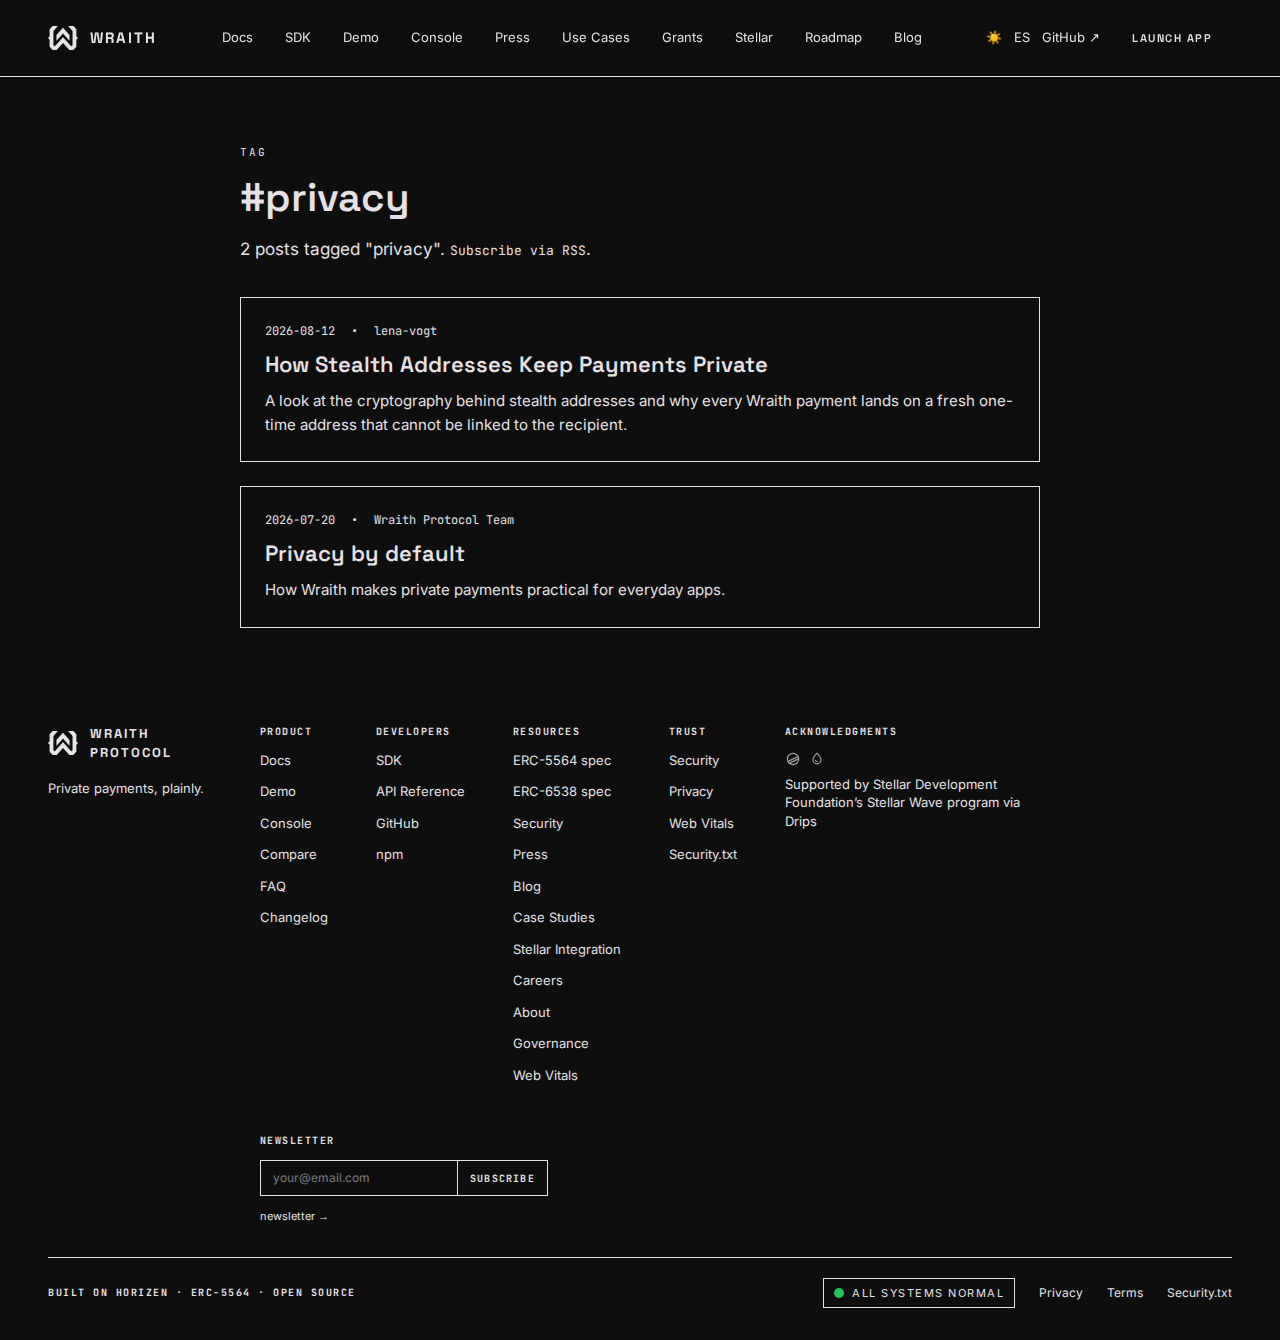 WRAITH
Docs SDK Demo Console Press Use Cases Grants Stellar Roadmap Blog ☀️ ES GitHub ↗ LAUNCH APP
TAG
#privacy
2 posts tagged "privacy". Subscribe via RSS.
2026-08-12 • lena-vogt
How Stealth Addresses Keep Payments Private
A look at the cryptography behind stealth addresses and why every Wraith payment lands on a fresh one-
time address that cannot be linked to the recipient.
2026-07-20 • Wraith Protocol Team
Privacy by default
How Wraith makes private payments practical for everyday apps.
WRAITH
PROTOCOL
Private payments, plainly.
PRODUCT
Docs
Demo
Console
Compare
FAQ
Changelog
DEVELOPERS
SDK
API Reference
GitHub
npm
RESOURCES
ERC-5564 spec
ERC-6538 spec
Security
Press
Blog
Case Studies
Stellar Integration
Careers
About
Governance
Web Vitals
TRUST
Security
Privacy
Web Vitals
Security.txt
ACKNOWLEDGMENTS
Supported by Stellar Development
Foundation's Stellar Wave program via
Drips
NEWSLETTER
your@email.com SUBSCRIBE
newsletter →
BUILT ON HORIZEN · ERC-5564 · OPEN SOURCE
ALL SYSTEMS NORMAL Privacy Terms Security.txt